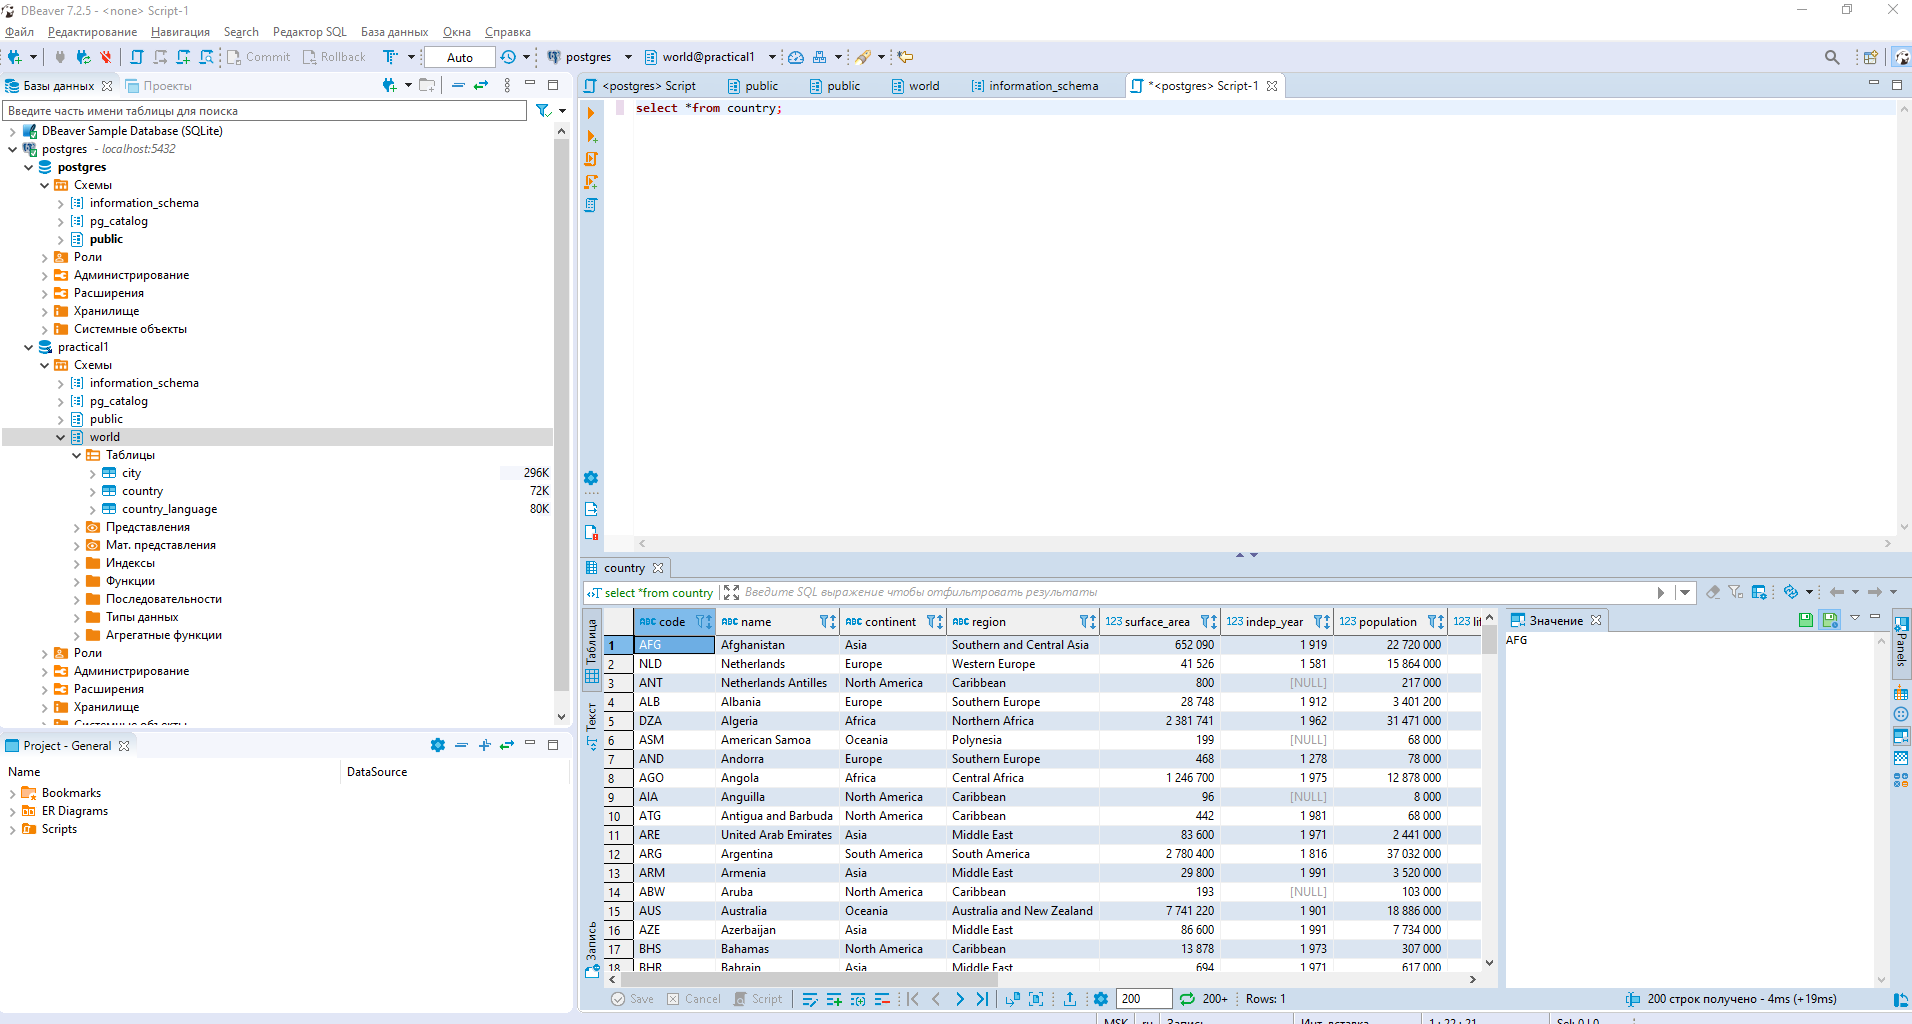 DBeaver 7.2.5 - <none> Script-1
Файл Редактирование Навигация Search Редактор SQL База данных Окна Справка
Commit Rollback Auto postgres world@practical1
Базы данных Проекты
Введите часть имени таблицы для поиска
DBeaver Sample Database (SQLite)
postgres - localhost:5432
postgres
Схемы
information_schema
pg_catalog
public
Роли
Администрирование
Расширения
Хранилище
Системные объекты
practical1
Схемы
information_schema
pg_catalog
public
world
Таблицы
city 296K
country 72K
country_language 80K
Представления
Мат. представления
Индексы
Функции
Последовательности
Типы данных
Агрегатные функции
Роли
Администрирование
Расширения
Хранилище
Системные объекты
Project - General
Name DataSource
Bookmarks
ER Diagrams
Scripts
<postgres> Script public public world information_schema *<postgres> Script-1
select *from country;
country
select *from country Введите SQL выражение чтобы отфильтровать результаты
Таблица
Текст
Запись
ABC code ABC name ABC continent ABC region 123 surface_area 123 indep_year 123 population 123 lif
1 AFG Afghanistan Asia Southern and Central Asia 652 090 1 919 22 720 000
2 NLD Netherlands Europe Western Europe 41 526 1 581 15 864 000
3 ANT Netherlands Antilles North America Caribbean 800 [NULL] 217 000
4 ALB Albania Europe Southern Europe 28 748 1 912 3 401 200
5 DZA Algeria Africa Northern Africa 2 381 741 1 962 31 471 000
6 ASM American Samoa Oceania Polynesia 199 [NULL] 68 000
7 AND Andorra Europe Southern Europe 468 1 278 78 000
8 AGO Angola Africa Central Africa 1 246 700 1 975 12 878 000
9 AIA Anguilla North America Caribbean 96 [NULL] 8 000
10 ATG Antigua and Barbuda North America Caribbean 442 1 981 68 000
11 ARE United Arab Emirates Asia Middle East 83 600 1 971 2 441 000
12 ARG Argentina South America South America 2 780 400 1 816 37 032 000
13 ARM Armenia Asia Middle East 29 800 1 991 3 520 000
14 ABW Aruba North America Caribbean 193 [NULL] 103 000
15 AUS Australia Oceania Australia and New Zealand 7 741 220 1 901 18 886 000
16 AZE Azerbaijan Asia Middle East 86 600 1 991 7 734 000
17 BHS Bahamas North America Caribbean 13 878 1 973 307 000
18 BHR Bahrain Asia Middle East 694 1 971 617 000
Значение
AFG
Panels
Save Cancel Script 200 200+ Rows: 1 200 строк получено - 4ms (+19ms)
MSK ru Запись Инт. вставка 1 : 22 : 21 Sel: 0 | 0